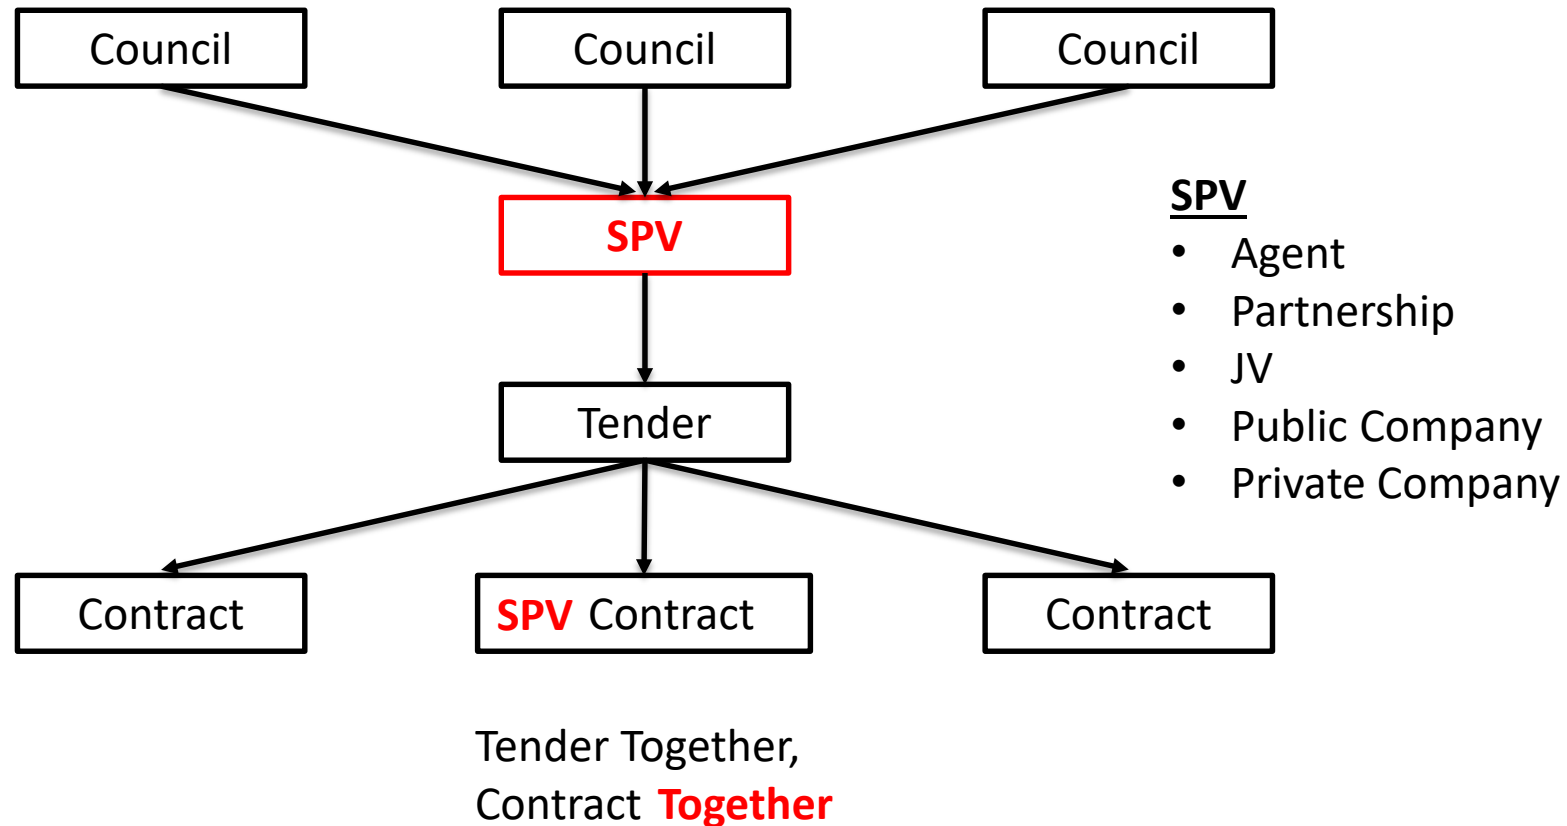 Council
Council
Council
SPV
SPV
• Agent
• Partnership
• JV
• Public Company
• Private Company
Tender
Contract
SPV Contract
Contract
Tender Together,
Contract Together